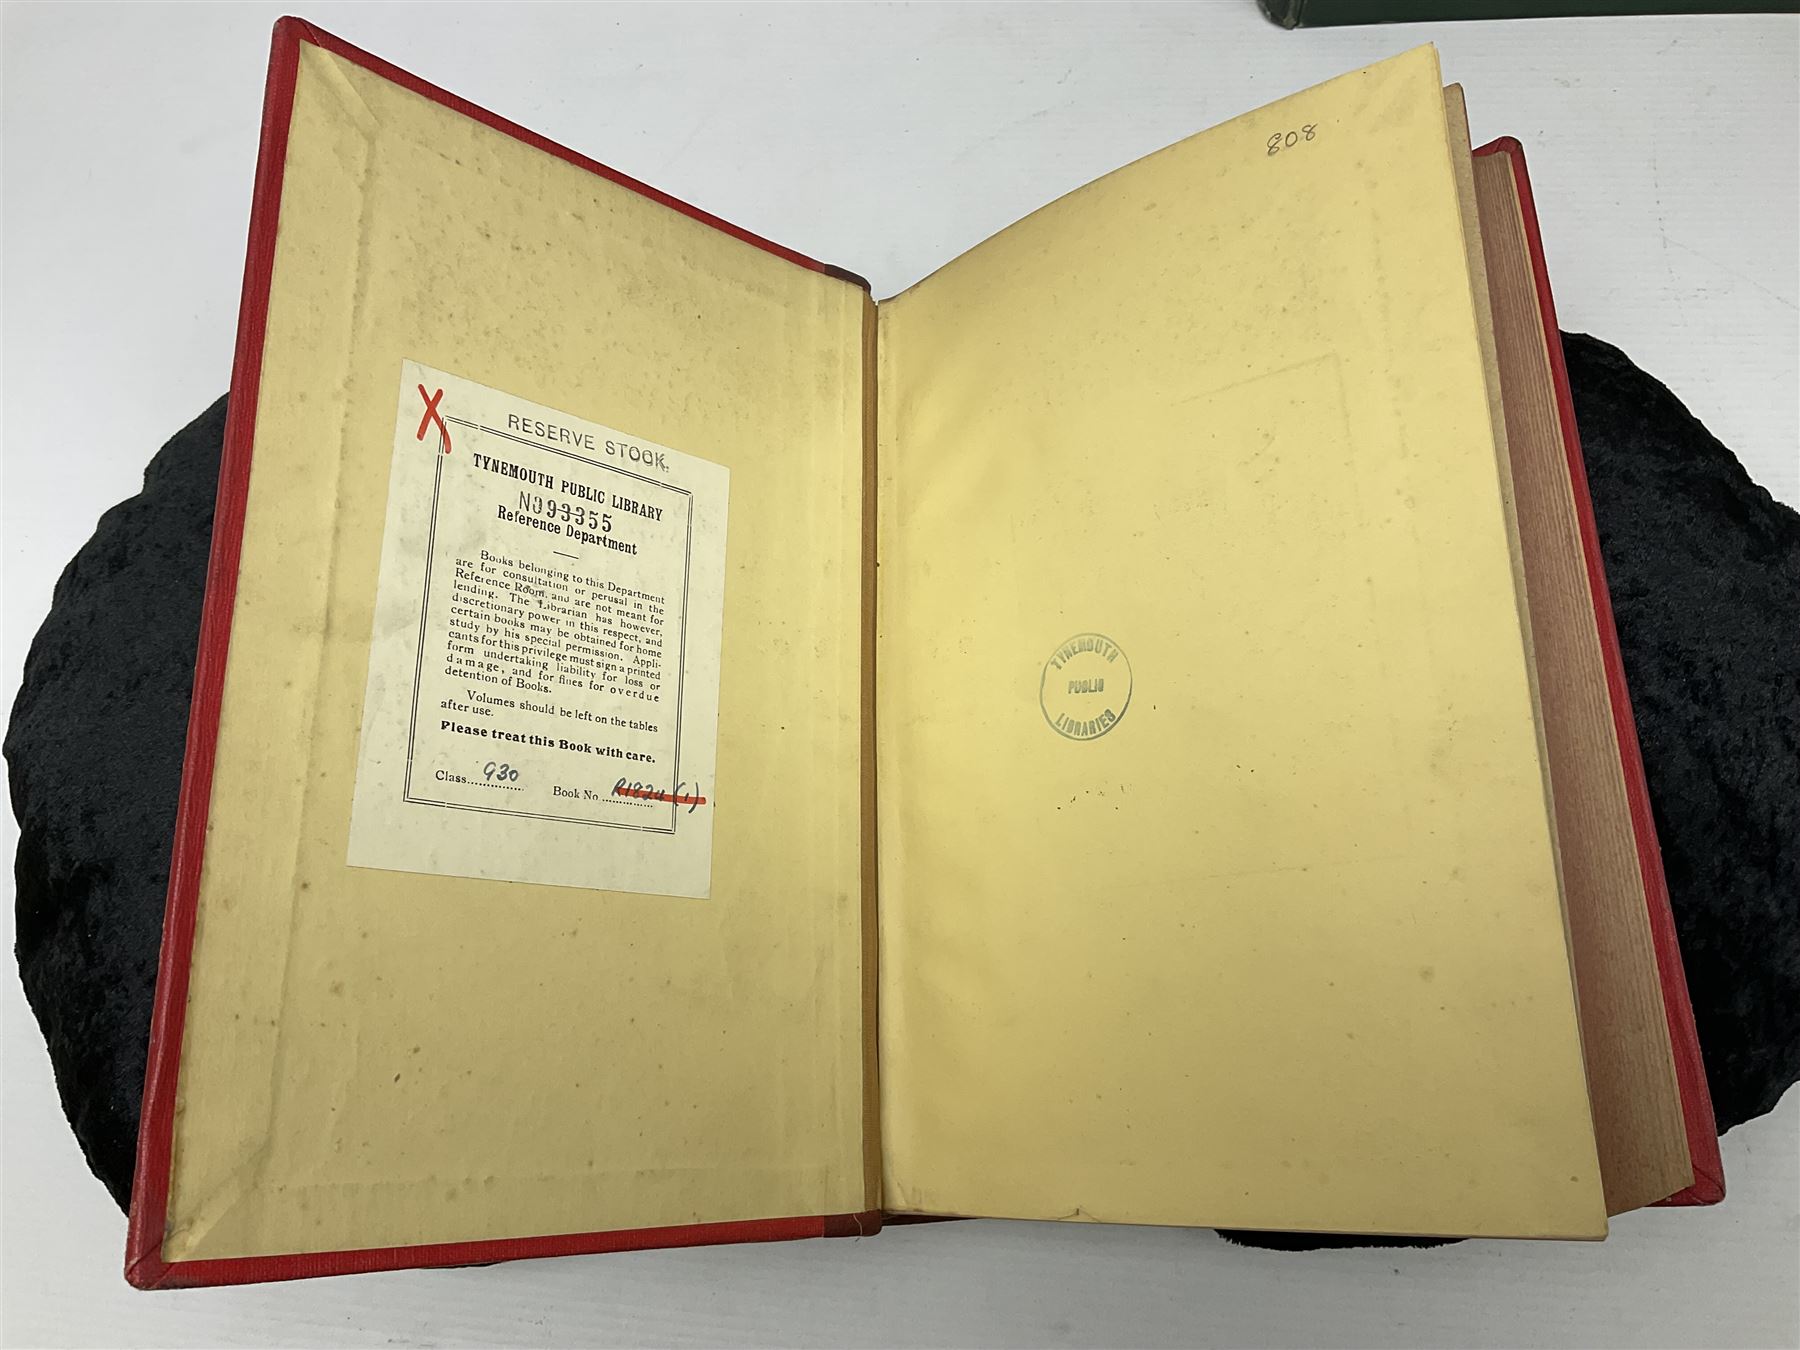 X
RESERVE STOCK.
TYNEMOUTH PUBLIC LIBRARY
N093355
Reference Department
Books belonging to this Department
are for consultation or perusal in the
Reference Room, and are not meant for
lending. The Librarian has however,
discretionary power in this respect, and
certain books may be obtained for home
study by his special permission. Appli-
cants for this privilege must sign a printed
form undertaking liability for loss or
damage, and for fines for overdue
detention of Books.
Volumes should be left on the tables
after use.
Please treat this Book with care.
Class......930
Book No. R1824 (1)
808
TYNEMOUTH
PUBLIC
LIBRARIES